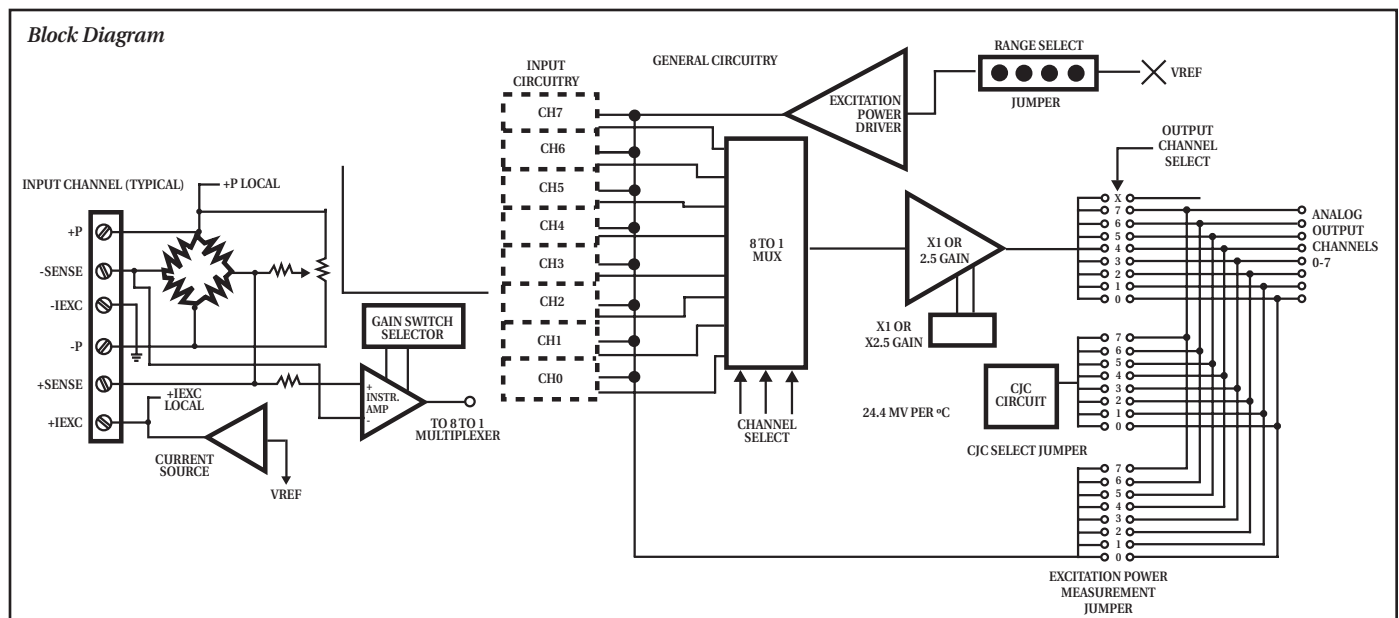 Block Diagram
INPUT CHANNEL (TYPICAL)
+P LOCAL
+P
-SENSE
-IEXC
-P
+SENSE
+IEXC
+IEXC
LOCAL
CURRENT
SOURCE
VREF
GAIN SWITCH
SELECTOR
+
INSTR.
AMP
-
TO 8 TO 1
MULTIPLEXER
INPUT
CIRCUITRY
CH7
CH6
CH5
CH4
CH3
CH2
CH1
CH0
GENERAL CIRCUITRY
8 TO 1
MUX
CHANNEL
SELECT
EXCITATION
POWER
DRIVER
RANGE SELECT
JUMPER
VREF
X1 OR
2.5 GAIN
X1 OR
X2.5 GAIN
24.4 MV PER ºC
OUTPUT
CHANNEL
SELECT
X
7
6
5
4
3
2
1
0
ANALOG
OUTPUT
CHANNELS
0-7
CJC
CIRCUIT
CJC SELECT JUMPER
7
6
5
4
3
2
1
0
7
6
5
4
3
2
1
0
EXCITATION POWER
MEASUREMENT
JUMPER